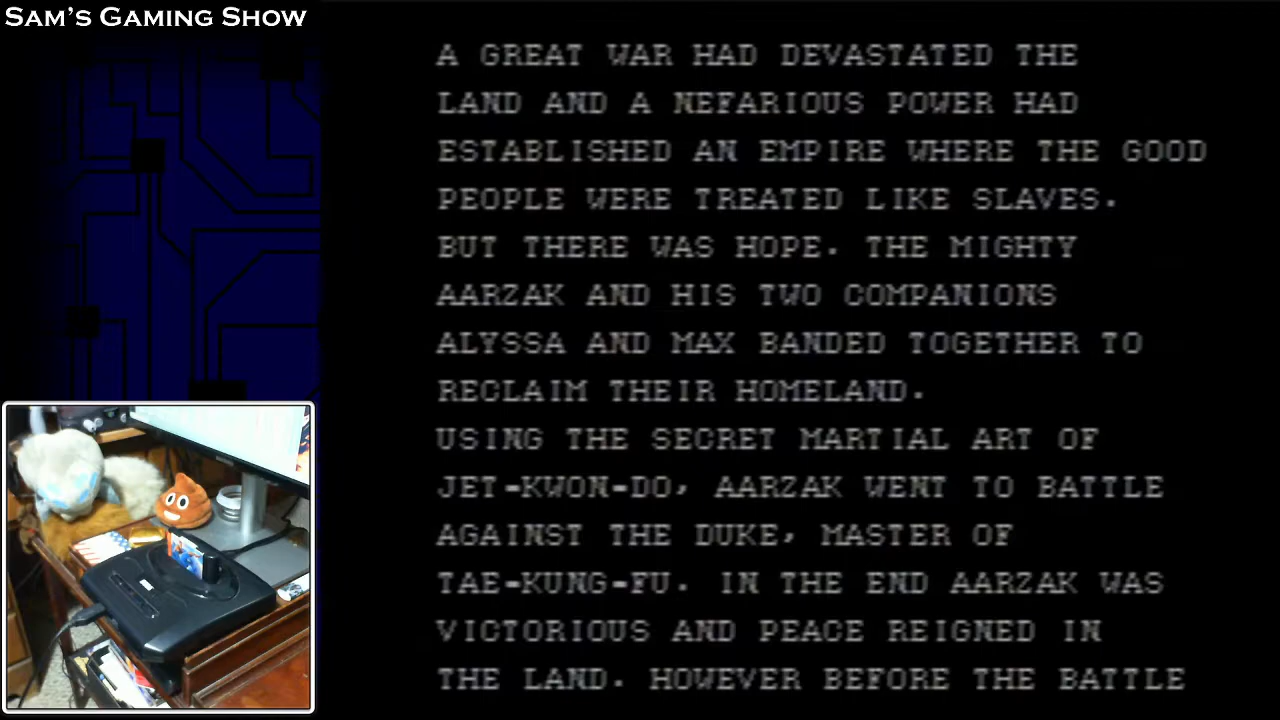 SAM'S GAMING SHOW
A GREAT WAR HAD DEVASTATED THE
LAND AND A NEFARIOUS POWER HAD
ESTABLISHED AN EMPIRE WHERE THE GOOD
PEOPLE WERE TREATED LIKE SLAVES.
BUT THERE WAS HOPE. THE MIGHTY
AARZAK AND HIS TWO COMPANIONS
ALYSSA AND MAX BANDED TOGETHER TO
RECLAIM THEIR HOMELAND.
USING THE SECRET MARTIAL ART OF
JET-KWON-DO, AARZAK WENT TO BATTLE
AGAINST THE DUKE, MASTER OF
TAE-KUNG-FU. IN THE END AARZAK WAS
VICTORIOUS AND PEACE REIGNED IN
THE LAND. HOWEVER BEFORE THE BATTLE